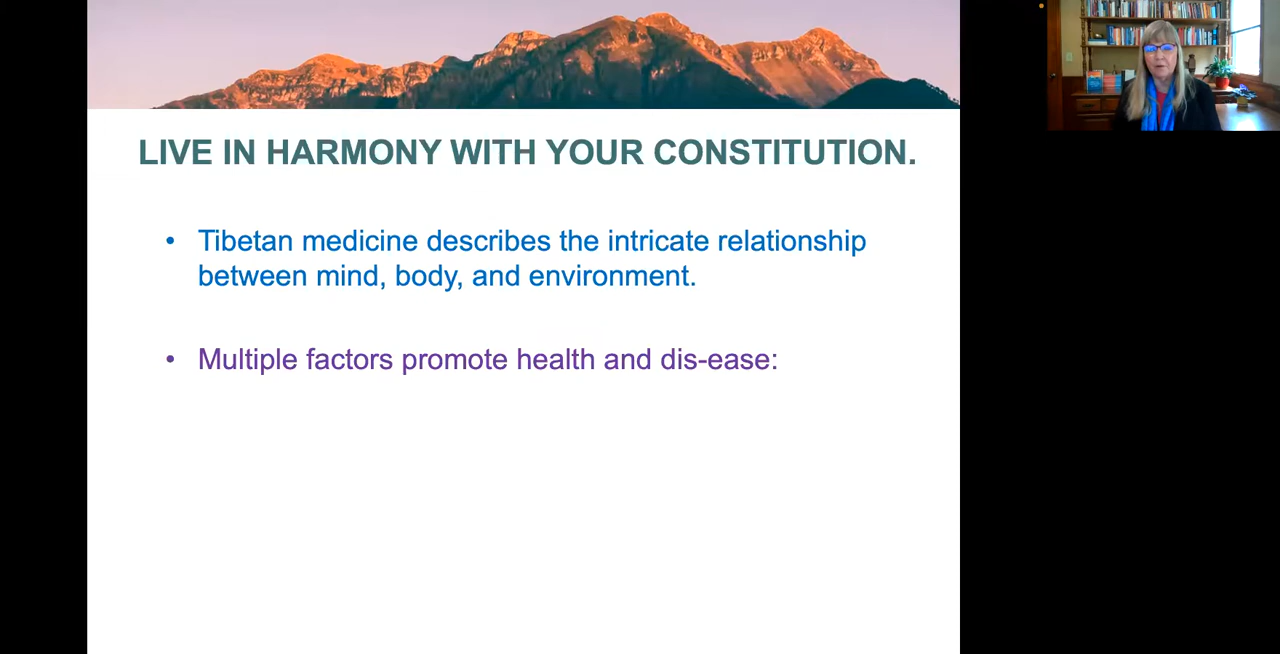 LIVE IN HARMONY WITH YOUR CONSTITUTION.
• Tibetan medicine describes the intricate relationship
between mind, body, and environment.
• Multiple factors promote health and dis-ease: